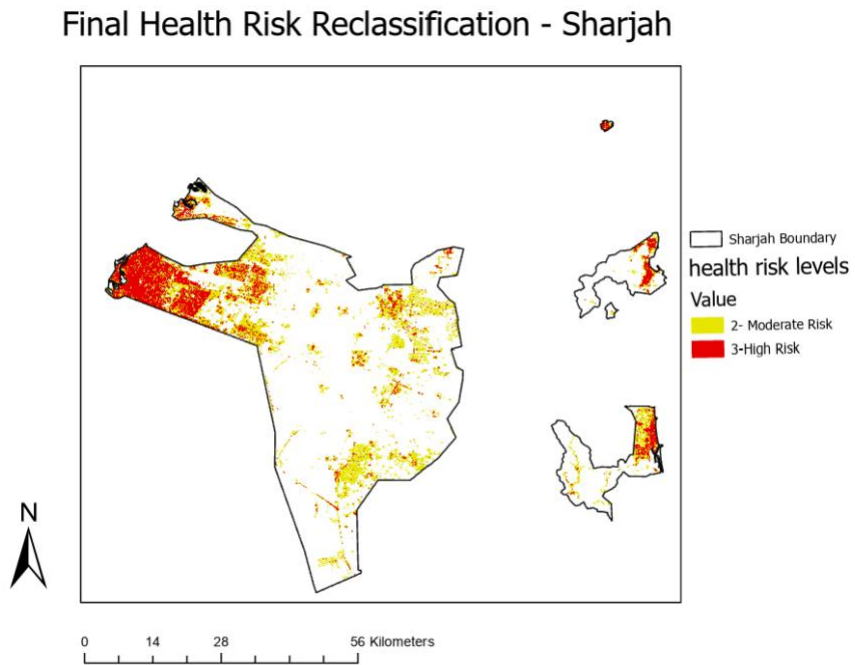 Final Health Risk Reclassification - Sharjah
Sharjah Boundary
health risk levels
Value
2- Moderate Risk
3-High Risk
N
0 14 28 56 Kilometers